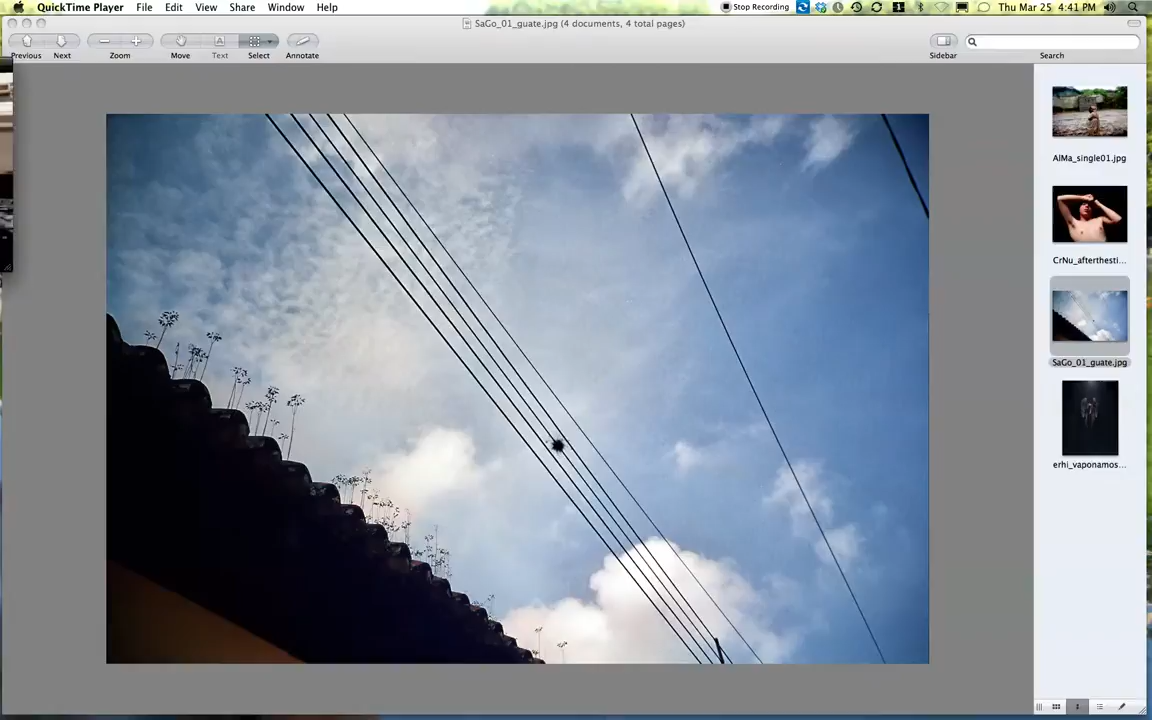 QuickTime Player File Edit View Share Window Help Stop Recording 1 Thu Mar 25 4:41 PM
SaGo_01_guate.jpg (4 documents, 4 total pages)
Previous Next Zoom Move Text Select Annotate Sidebar Search
AlMa_single01.jpg
CrNu_afterthesti...
SaGo_01_guate.jpg
erhi_vaponamos...